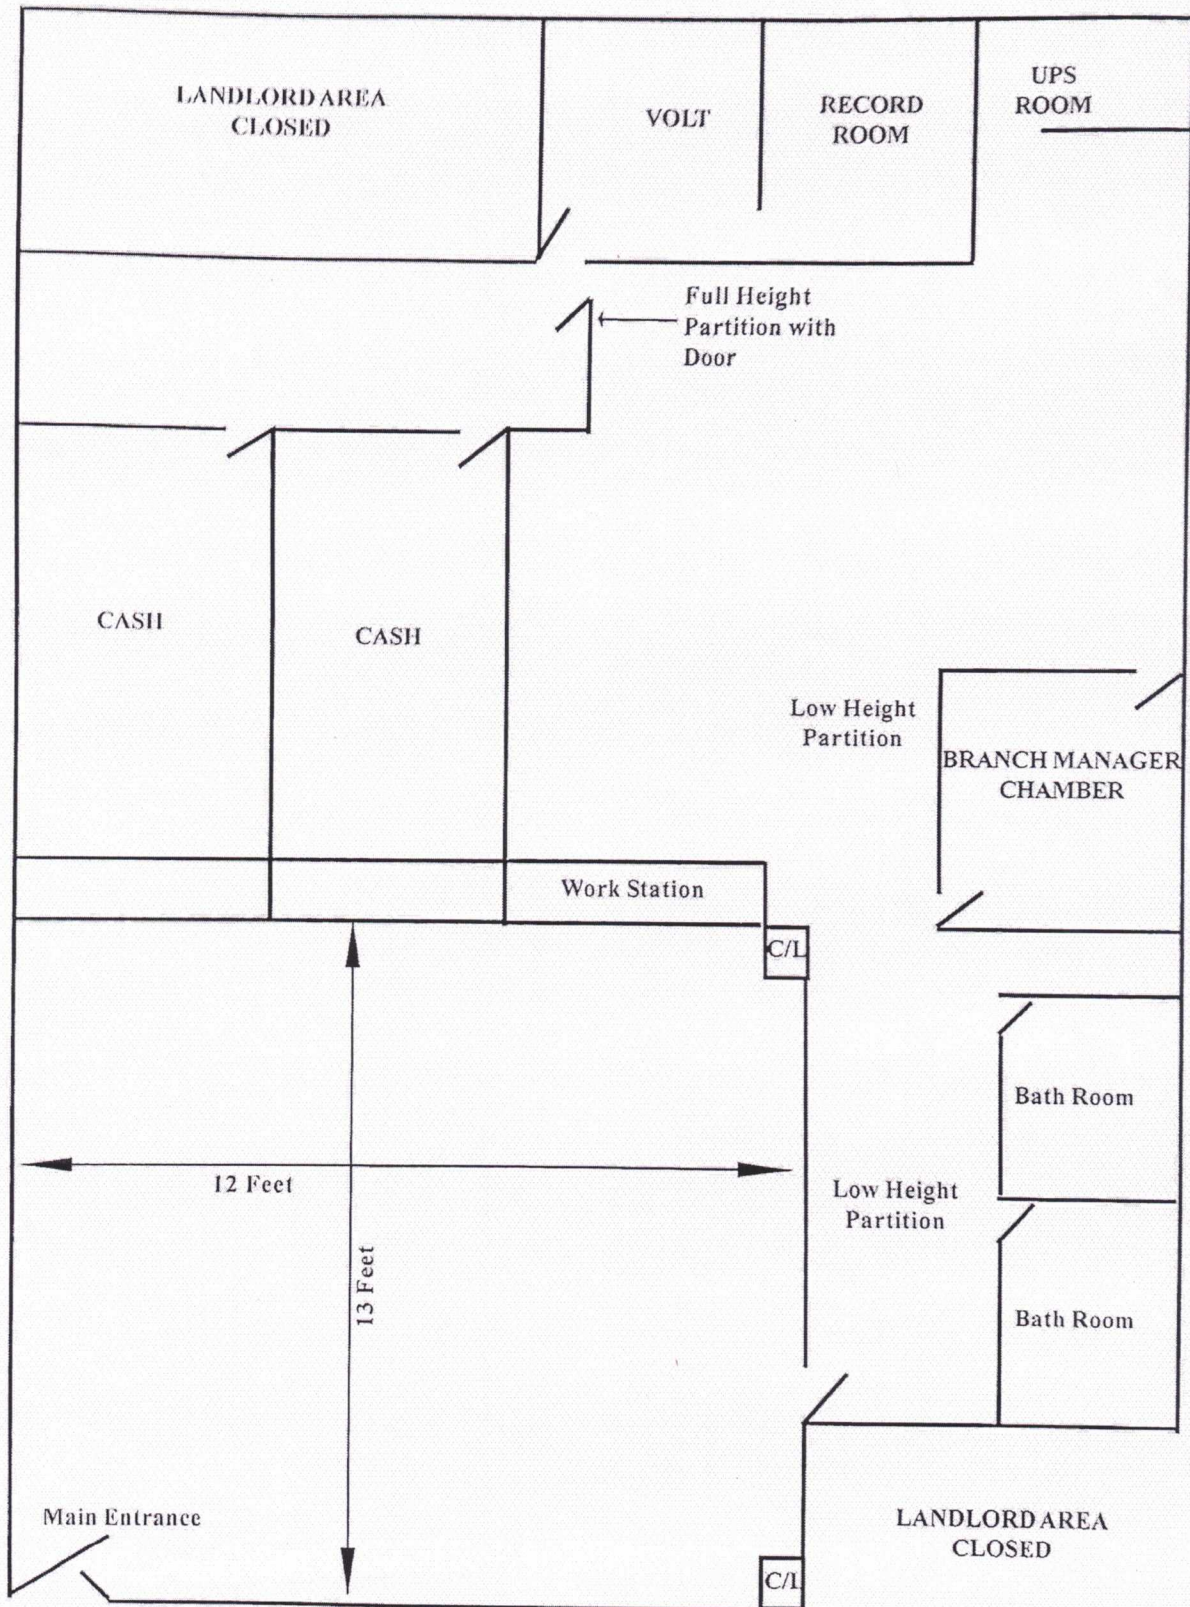 LANDLORD AREA
CLOSED
VOLT
RECORD
ROOM
UPS
ROOM
Full Height
Partition with
Door
CASH
CASH
Low Height
Partition
BRANCH MANAGER
CHAMBER
Work Station
C/L
Bath Room
12 Feet
Low Height
Partition
13 Feet
Bath Room
Main Entrance
LANDLORD AREA
CLOSED
C/L